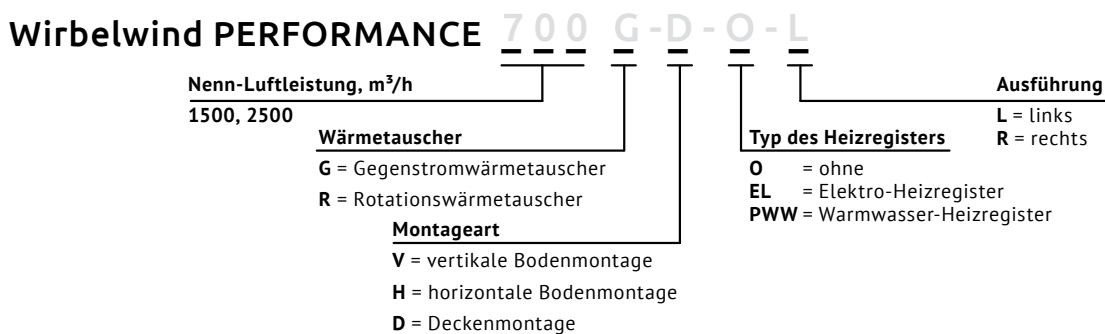 Wirbelwind PERFORMANCE 700 G-D-O-L
Nenn-Luftleistung, m³/h
1500, 2500
Wärmetauscher
G = Gegenstromwärmetauscher
R = Rotationswärmetauscher
Montageart
V = vertikale Bodenmontage
H = horizontale Bodenmontage
D = Deckenmontage
Typ des Heizregisters
O = ohne
EL = Elektro-Heizregister
PWW = Warmwasser-Heizregister
Ausführung
L = links
R = rechts